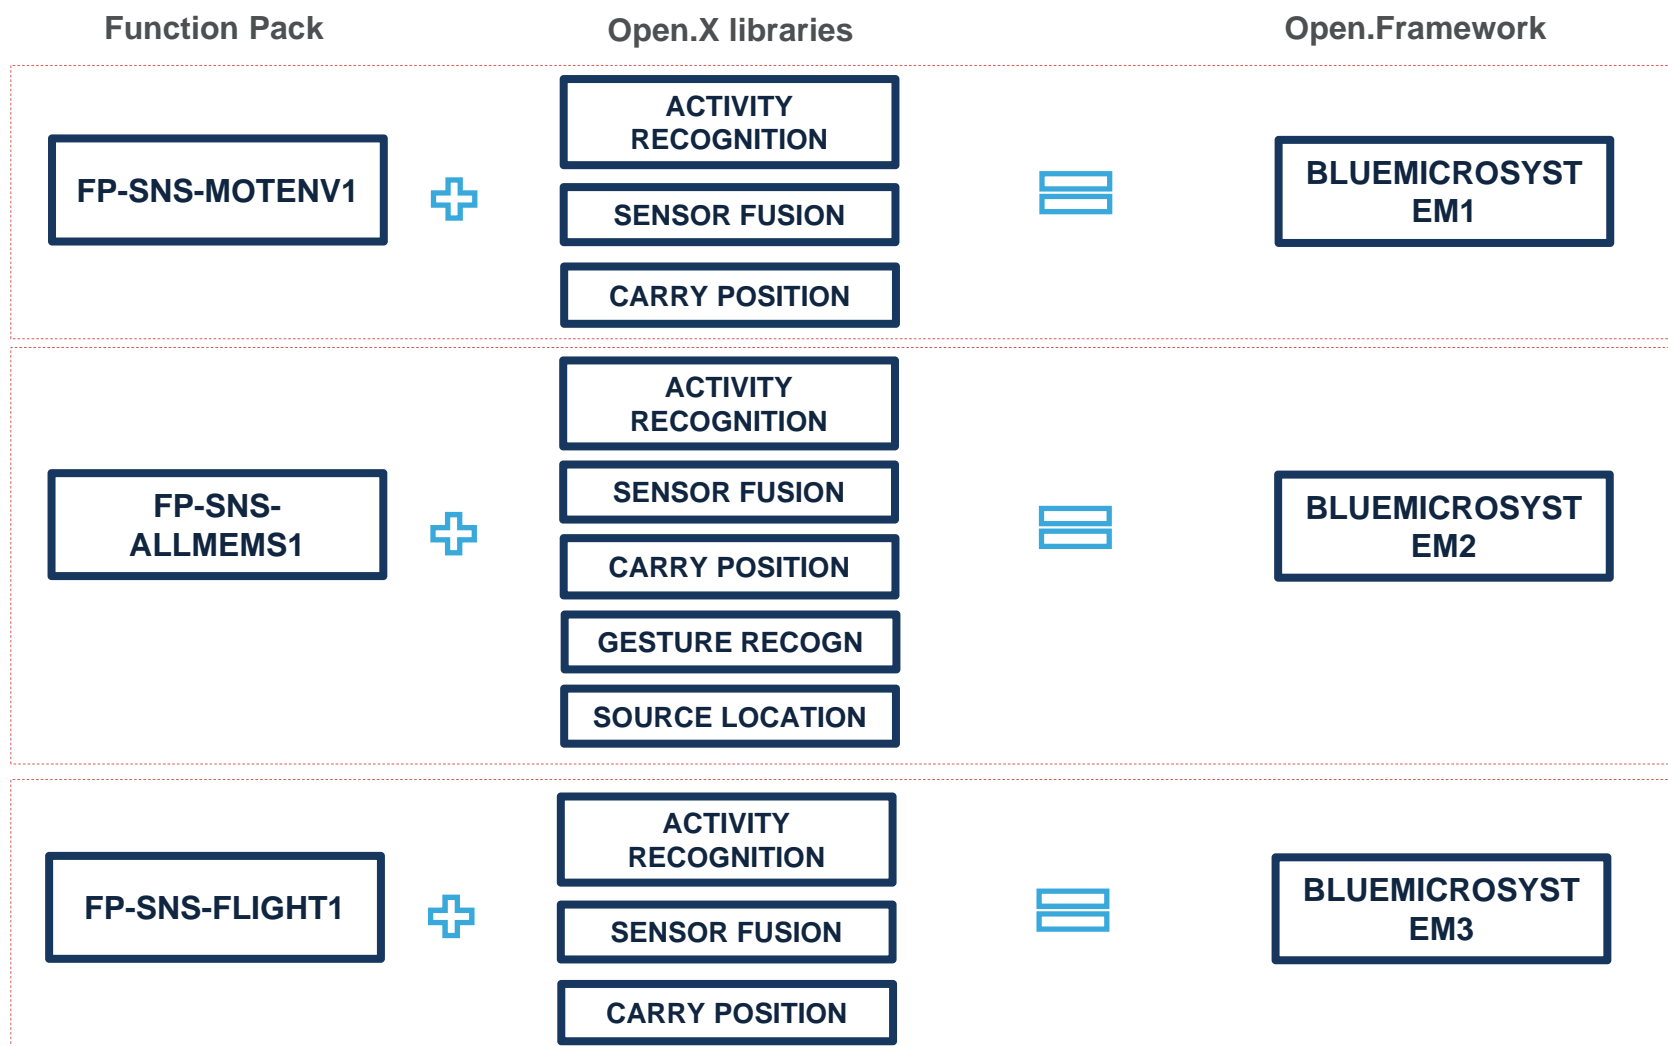 Function Pack
Open.X libraries
Open.Framework
FP-SNS-MOTENV1
ACTIVITY
RECOGNITION
SENSOR FUSION
CARRY POSITION
BLUEMICROSYST
EM1
FP-SNS-
ALLMEMS1
ACTIVITY
RECOGNITION
SENSOR FUSION
CARRY POSITION
GESTURE RECOGN
SOURCE LOCATION
BLUEMICROSYST
EM2
FP-SNS-FLIGHT1
ACTIVITY
RECOGNITION
SENSOR FUSION
CARRY POSITION
BLUEMICROSYST
EM3